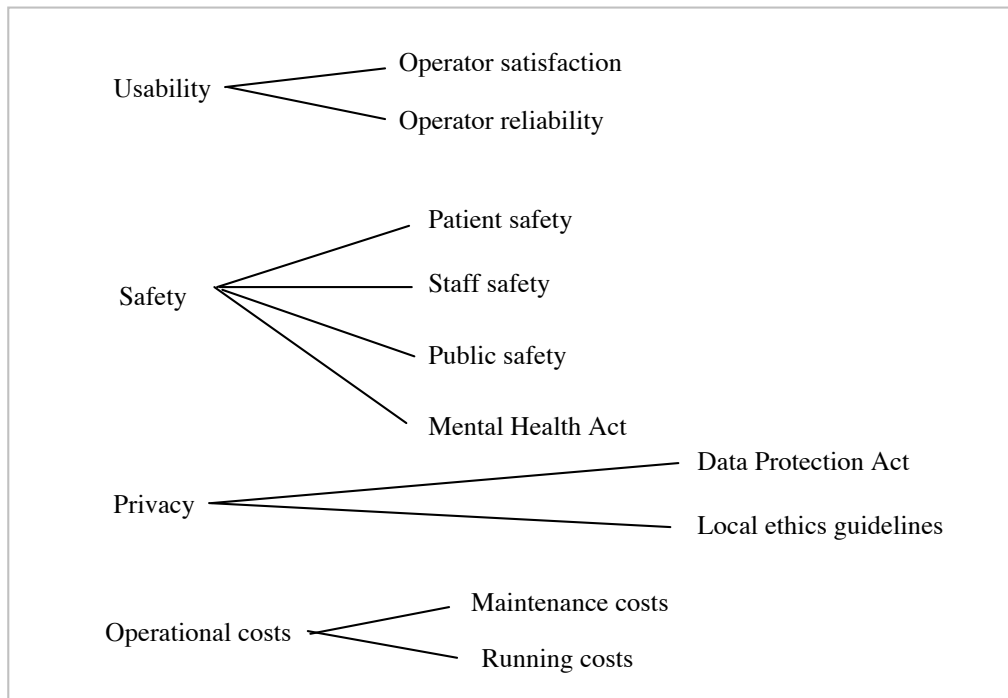 Usability
Operator satisfaction
Operator reliability
Safety
Patient safety
Staff safety
Public safety
Mental Health Act
Privacy
Data Protection Act
Local ethics guidelines
Operational costs
Maintenance costs
Running costs